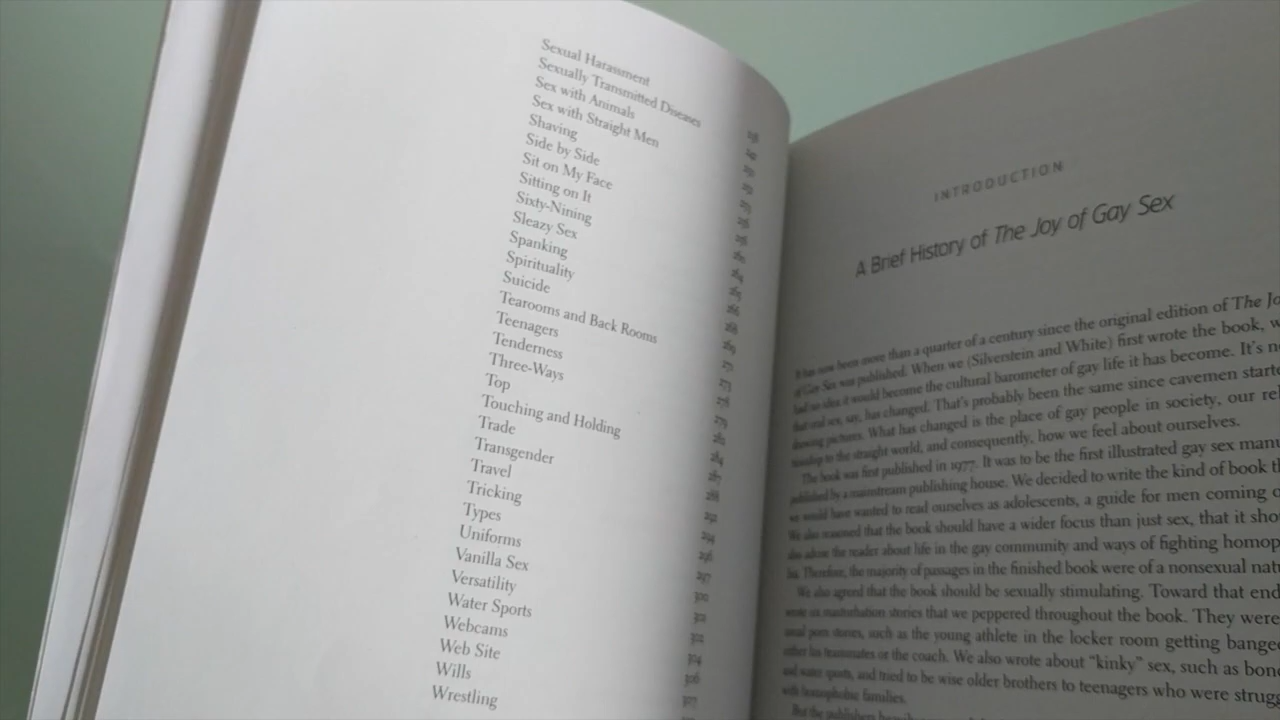 Sexual Harassment
Sexually Transmitted Diseases
Sex with Animals
Sex with Straight Men
Shaving
Side by Side
Sit on My Face
Sitting on It
Sixty-Nining
Sleazy Sex
Spanking
Spirituality
Suicide
Tearooms and Back Rooms
Teenagers
Tenderness
Three-Ways
Top
Touching and Holding
Trade
Transgender
Travel
Tricking
Types
Uniforms
Vanilla Sex
Versatility
Water Sports
Webcams
Web Site
Wills
Wrestling
INTRODUCTION
A Brief History of The Joy of Gay Sex
It has now been more than a quarter of a century since the original edition of The Jo
of Gay Sex was published. When we (Silverstein and White) first wrote the book, w
had no idea it would become the cultural barometer of gay life it has become. It's n
that oral sex, say, has changed. That's probably been the same since cavemen starte
drawing pictures. What has changed is the place of gay people in society, our rel
tionship to the straight world, and consequently, how we feel about ourselves.
The book was first published in 1977. It was to be the first illustrated gay sex manu
published by a mainstream publishing house. We decided to write the kind of book t
we would have wanted to read ourselves as adolescents, a guide for men coming o
We also reasoned that the book should have a wider focus than just sex, that it sho
also advise the reader about life in the gay community and ways of fighting homop
bia. Therefore, the majority of passages in the finished book were of a nonsexual nat
We also agreed that the book should be sexually stimulating. Toward that end
wrote six masturbation stories that we peppered throughout the book. They were
usual porn stories, such as the young athlete in the locker room getting bange
either his teammates or the coach. We also wrote about "kinky" sex, such as bon
and water sports, and tried to be wise older brothers to teenagers who were strugg
with homophobic families.
But the publishers